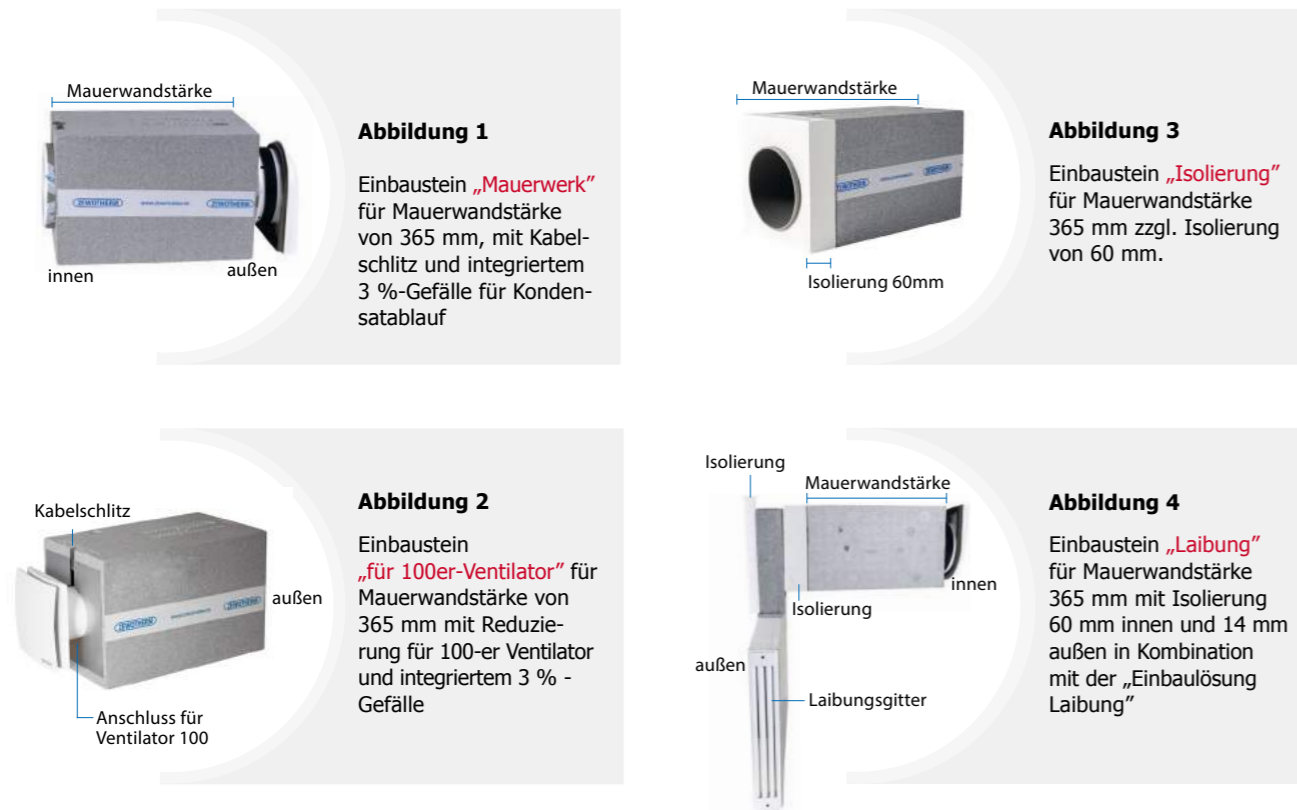 Mauerwandstärke
ZEWOTHERM
innen
außen
Abbildung 1
Einbaustein „Mauerwerk”
für Mauerwandstärke
von 365 mm, mit Kabel-
schlitz und integriertem
3 %-Gefälle für Konden-
satablauf
Mauerwandstärke
ZEWOTHERM
Isolierung 60mm
Abbildung 3
Einbaustein „Isolierung”
für Mauerwandstärke
365 mm zzgl. Isolierung
von 60 mm.
Kabelschlitz
ZEWOTHERM
außen
Anschluss für
Ventilator 100
Abbildung 2
Einbaustein
„für 100er-Ventilator” für
Mauerwandstärke von
365 mm mit Reduzie-
rung für 100-er Ventilator
und integriertem 3 % -
Gefälle
Isolierung
Mauerwandstärke
innen
Isolierung
außen
Laibungsgitter
Abbildung 4
Einbaustein „Laibung”
für Mauerwandstärke
365 mm mit Isolierung
60 mm innen und 14 mm
außen in Kombination
mit der „Einbaulösung
Laibung”